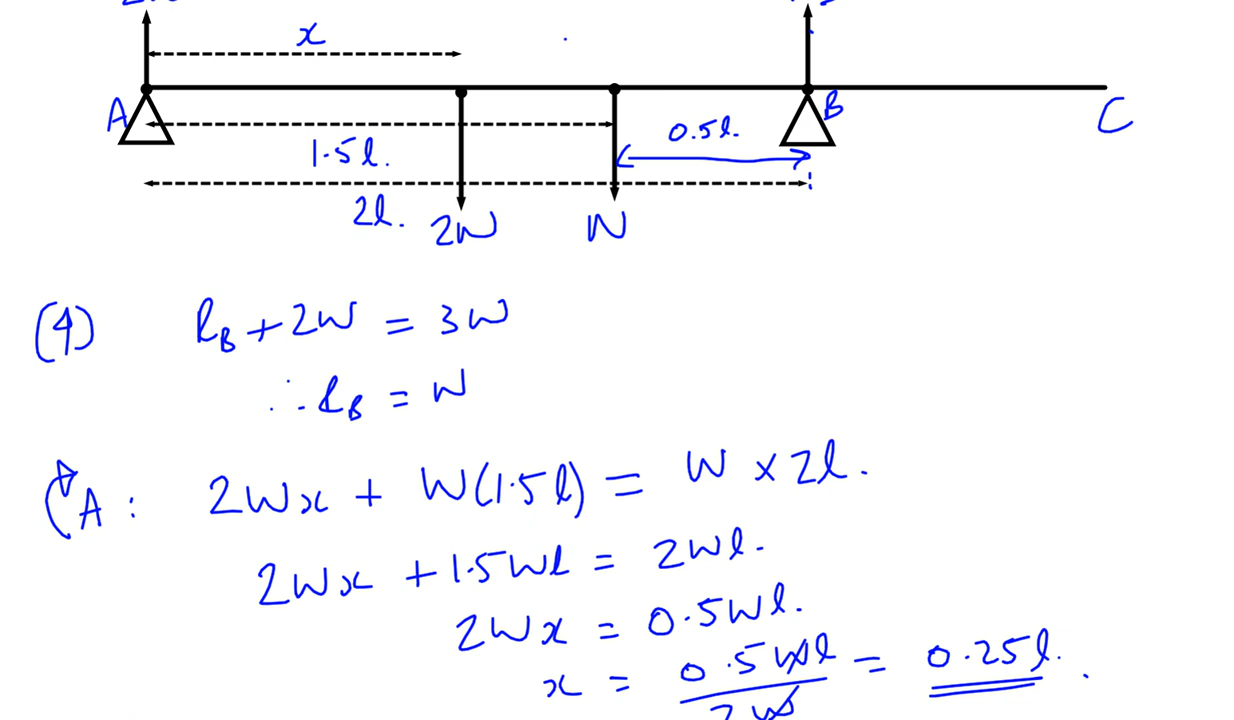 x
A
B
C
1.5l.
0.5l.
2l.
2W
W
(↑) R_B + 2W = 3W
∴ R_B = W
A: 2Wx + W(1.5l) = W × 2l.
2Wx + 1.5Wl = 2Wl.
2Wx = 0.5Wl.
x = 0.5Wl / 2W = 0.25l.